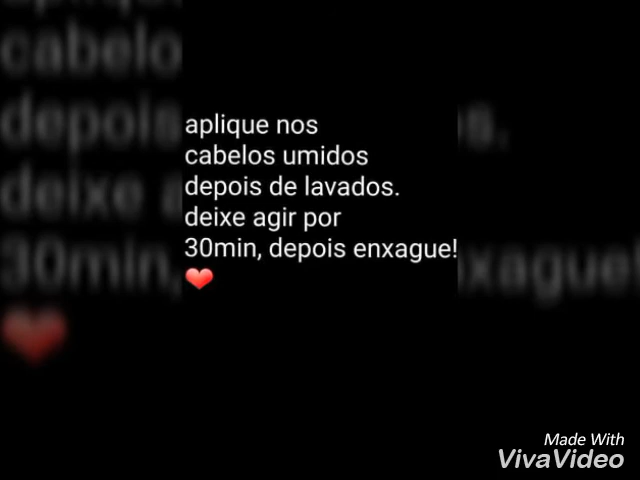 aplique nos
cabelos umidos
depois de lavados.
deixe agir por
30min, depois enxague!
❤
Made With
VivaVideo